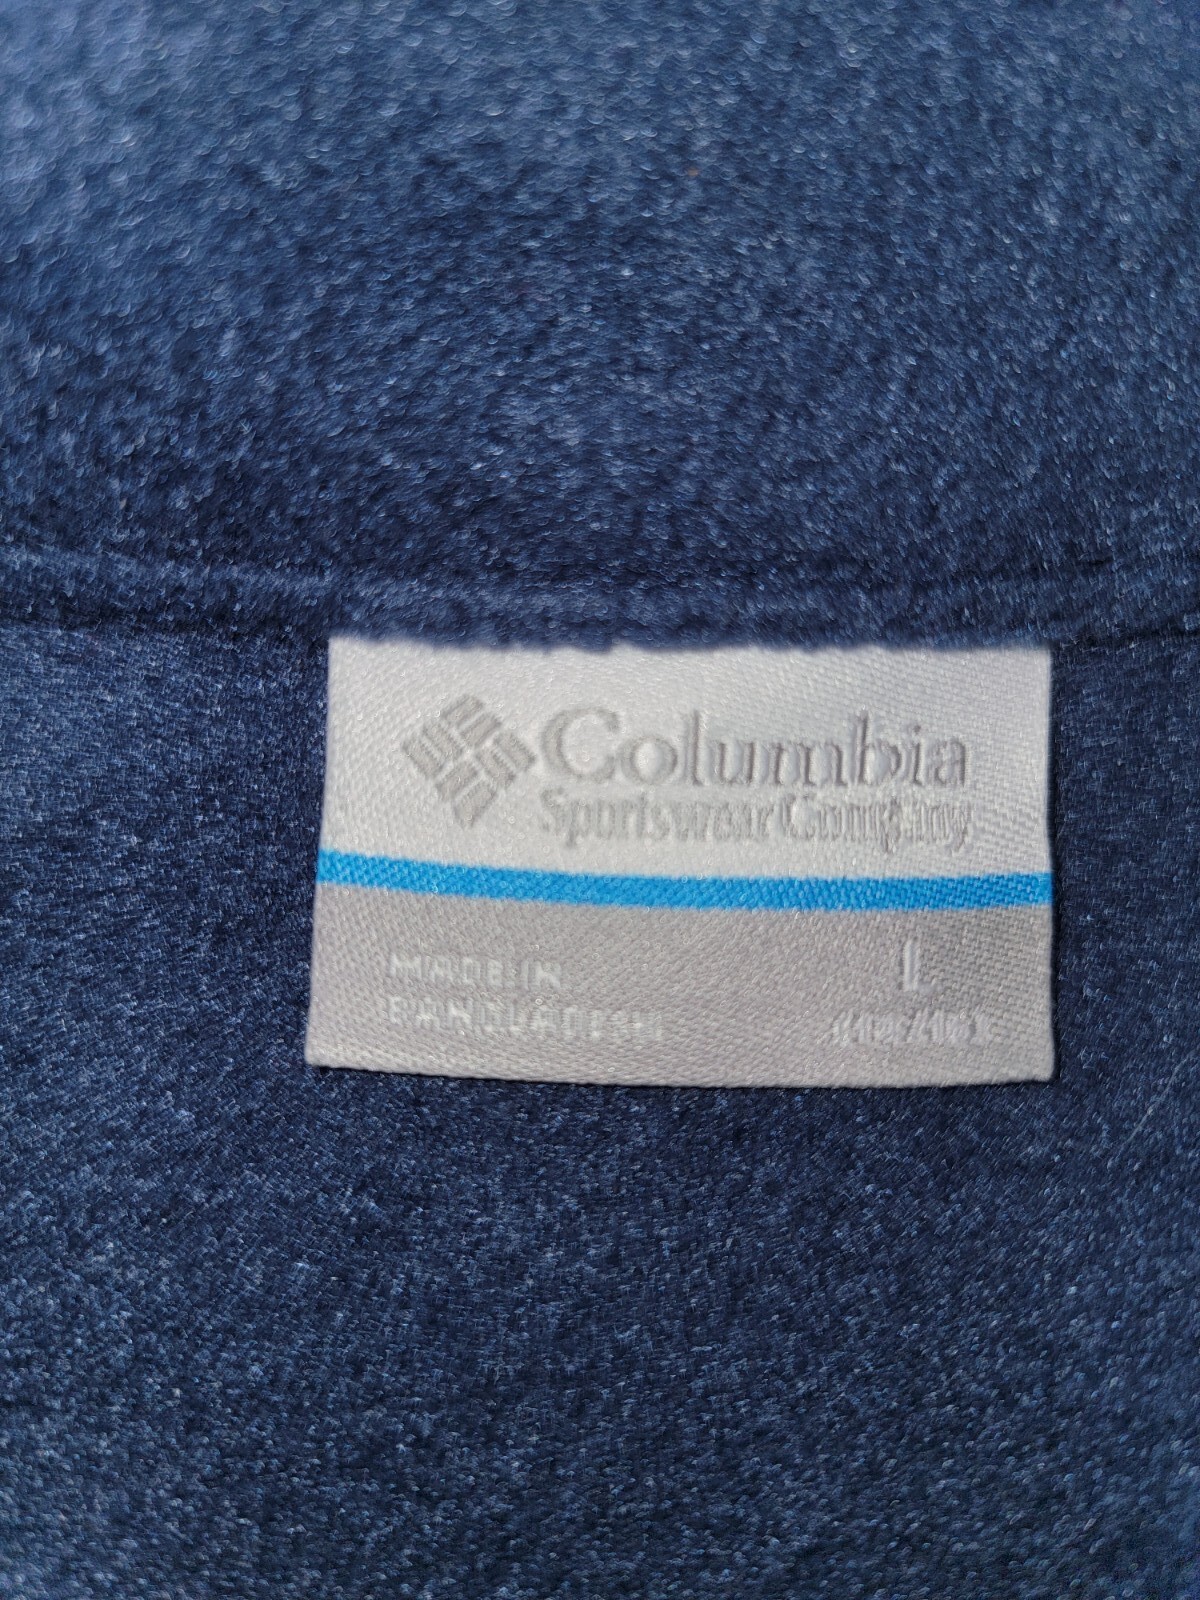 Columbia
Sportswear Company
MADE IN
BANGLADESH
L